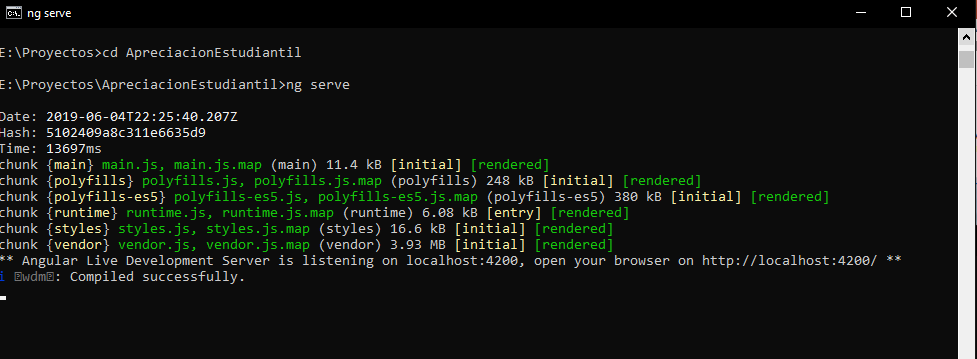 ng serve
E:\Proyectos>cd ApreciacionEstudiantil
E:\Proyectos\ApreciacionEstudiantil>ng serve
Date: 2019-06-04T22:25:40.207Z
Hash: 5102409a8c311e6635d9
Time: 13697ms
chunk {main} main.js, main.js.map (main) 11.4 kB [initial] [rendered]
chunk {polyfills} polyfills.js, polyfills.js.map (polyfills) 248 kB [initial] [rendered]
chunk {polyfills-es5} polyfills-es5.js, polyfills-es5.js.map (polyfills-es5) 380 kB [initial] [rendered]
chunk {runtime} runtime.js, runtime.js.map (runtime) 6.08 kB [entry] [rendered]
chunk {styles} styles.js, styles.js.map (styles) 16.6 kB [initial] [rendered]
chunk {vendor} vendor.js, vendor.js.map (vendor) 3.93 MB [initial] [rendered]
** Angular Live Development Server is listening on localhost:4200, open your browser on http://localhost:4200/ **
i wdm: Compiled successfully.